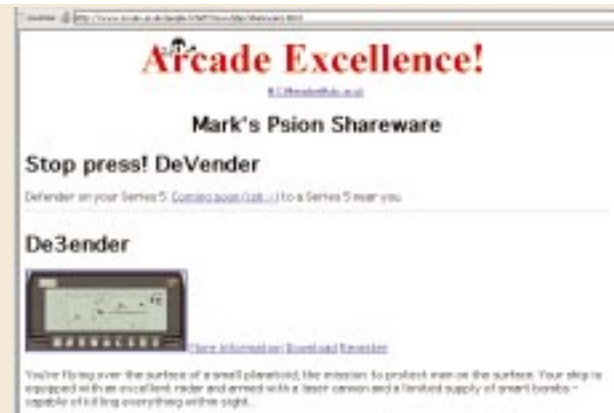 Arcade Excellence!
Mark's Psion Shareware
Stop press! DeVender
Defender on your Series 5. Coming soon (ish...) to a Series 5 near you.
De3ender
More Information Download Register
You're flying over the surface of a small planetoid, the mission to protect men on the surface. Your ship is
equipped with an excellent radar and armed with a laser cannon and a limited supply of smart bombs -
capable of killing everything within sight...